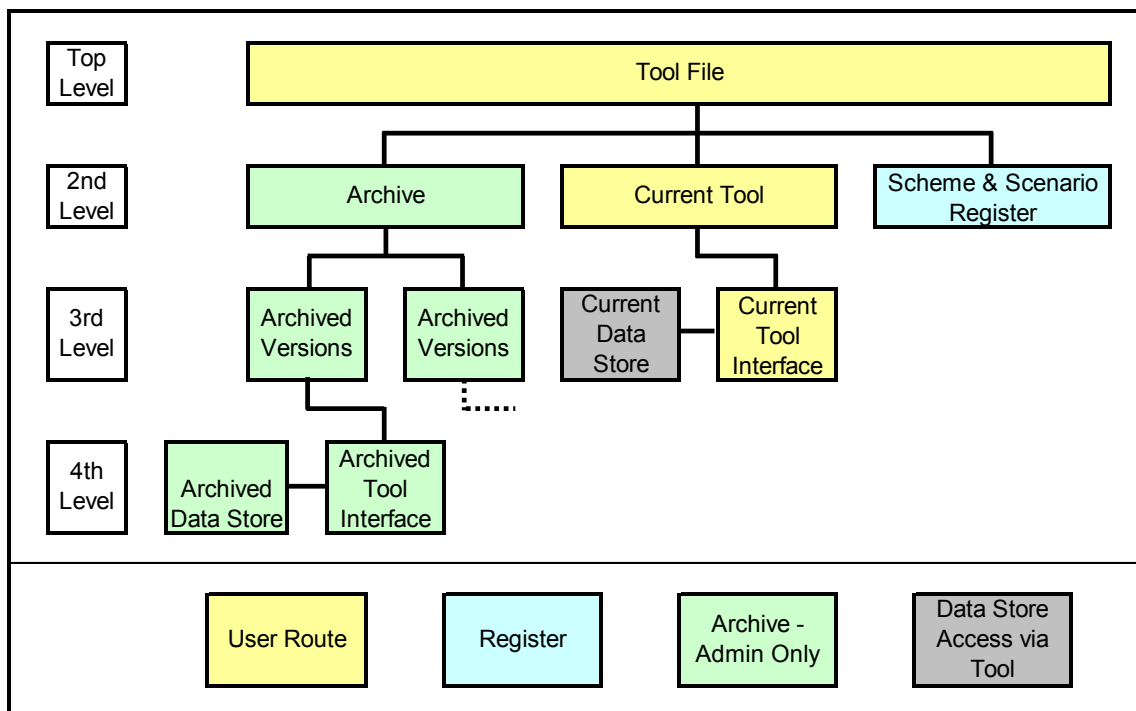 Top
Level
Tool File
2nd
Level
Archive
Current Tool
Scheme & Scenario
Register
3rd
Level
Archived
Versions
Archived
Versions
Current
Data
Store
Current
Tool
Interface
4th
Level
Archived
Data Store
Archived
Tool
Interface
User Route
Register
Archive -
Admin Only
Data Store
Access via
Tool